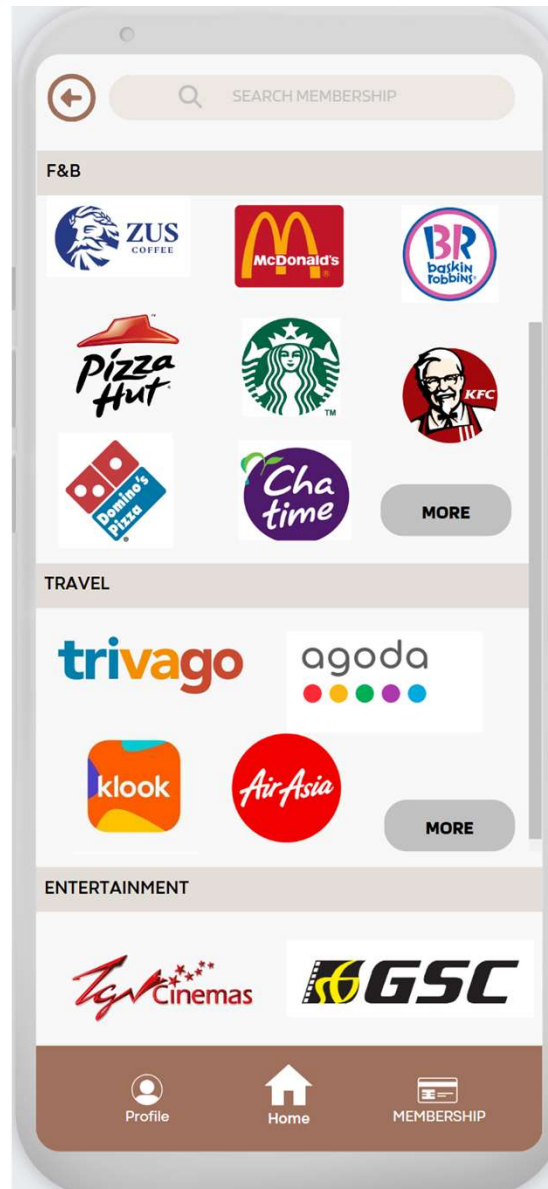 SEARCH MEMBERSHIP
F&B
ZUS
COFFEE
McDonald's
BR
baskin
robbins
Pizza
Hut
TM
KFC
Domino's
Pizza
Cha
time
MORE
TRAVEL
trivago
agoda
klook
AirAsia
MORE
ENTERTAINMENT
TGV Cinemas
GSC
Profile
Home
MEMBERSHIP